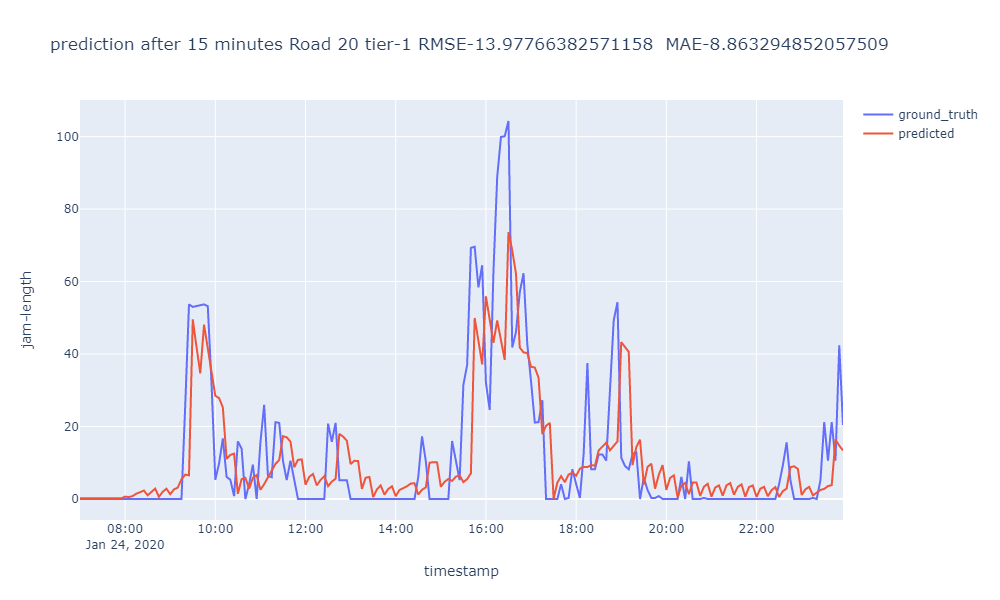 prediction after 15 minutes Road 20 tier-1 RMSE-13.97766382571158  MAE-8.863294852057509
ground_truth
predicted
100
80
60
40
20
0
jam-length
08:00 10:00 12:00 14:00 16:00 18:00 20:00 22:00
Jan 24, 2020
timestamp